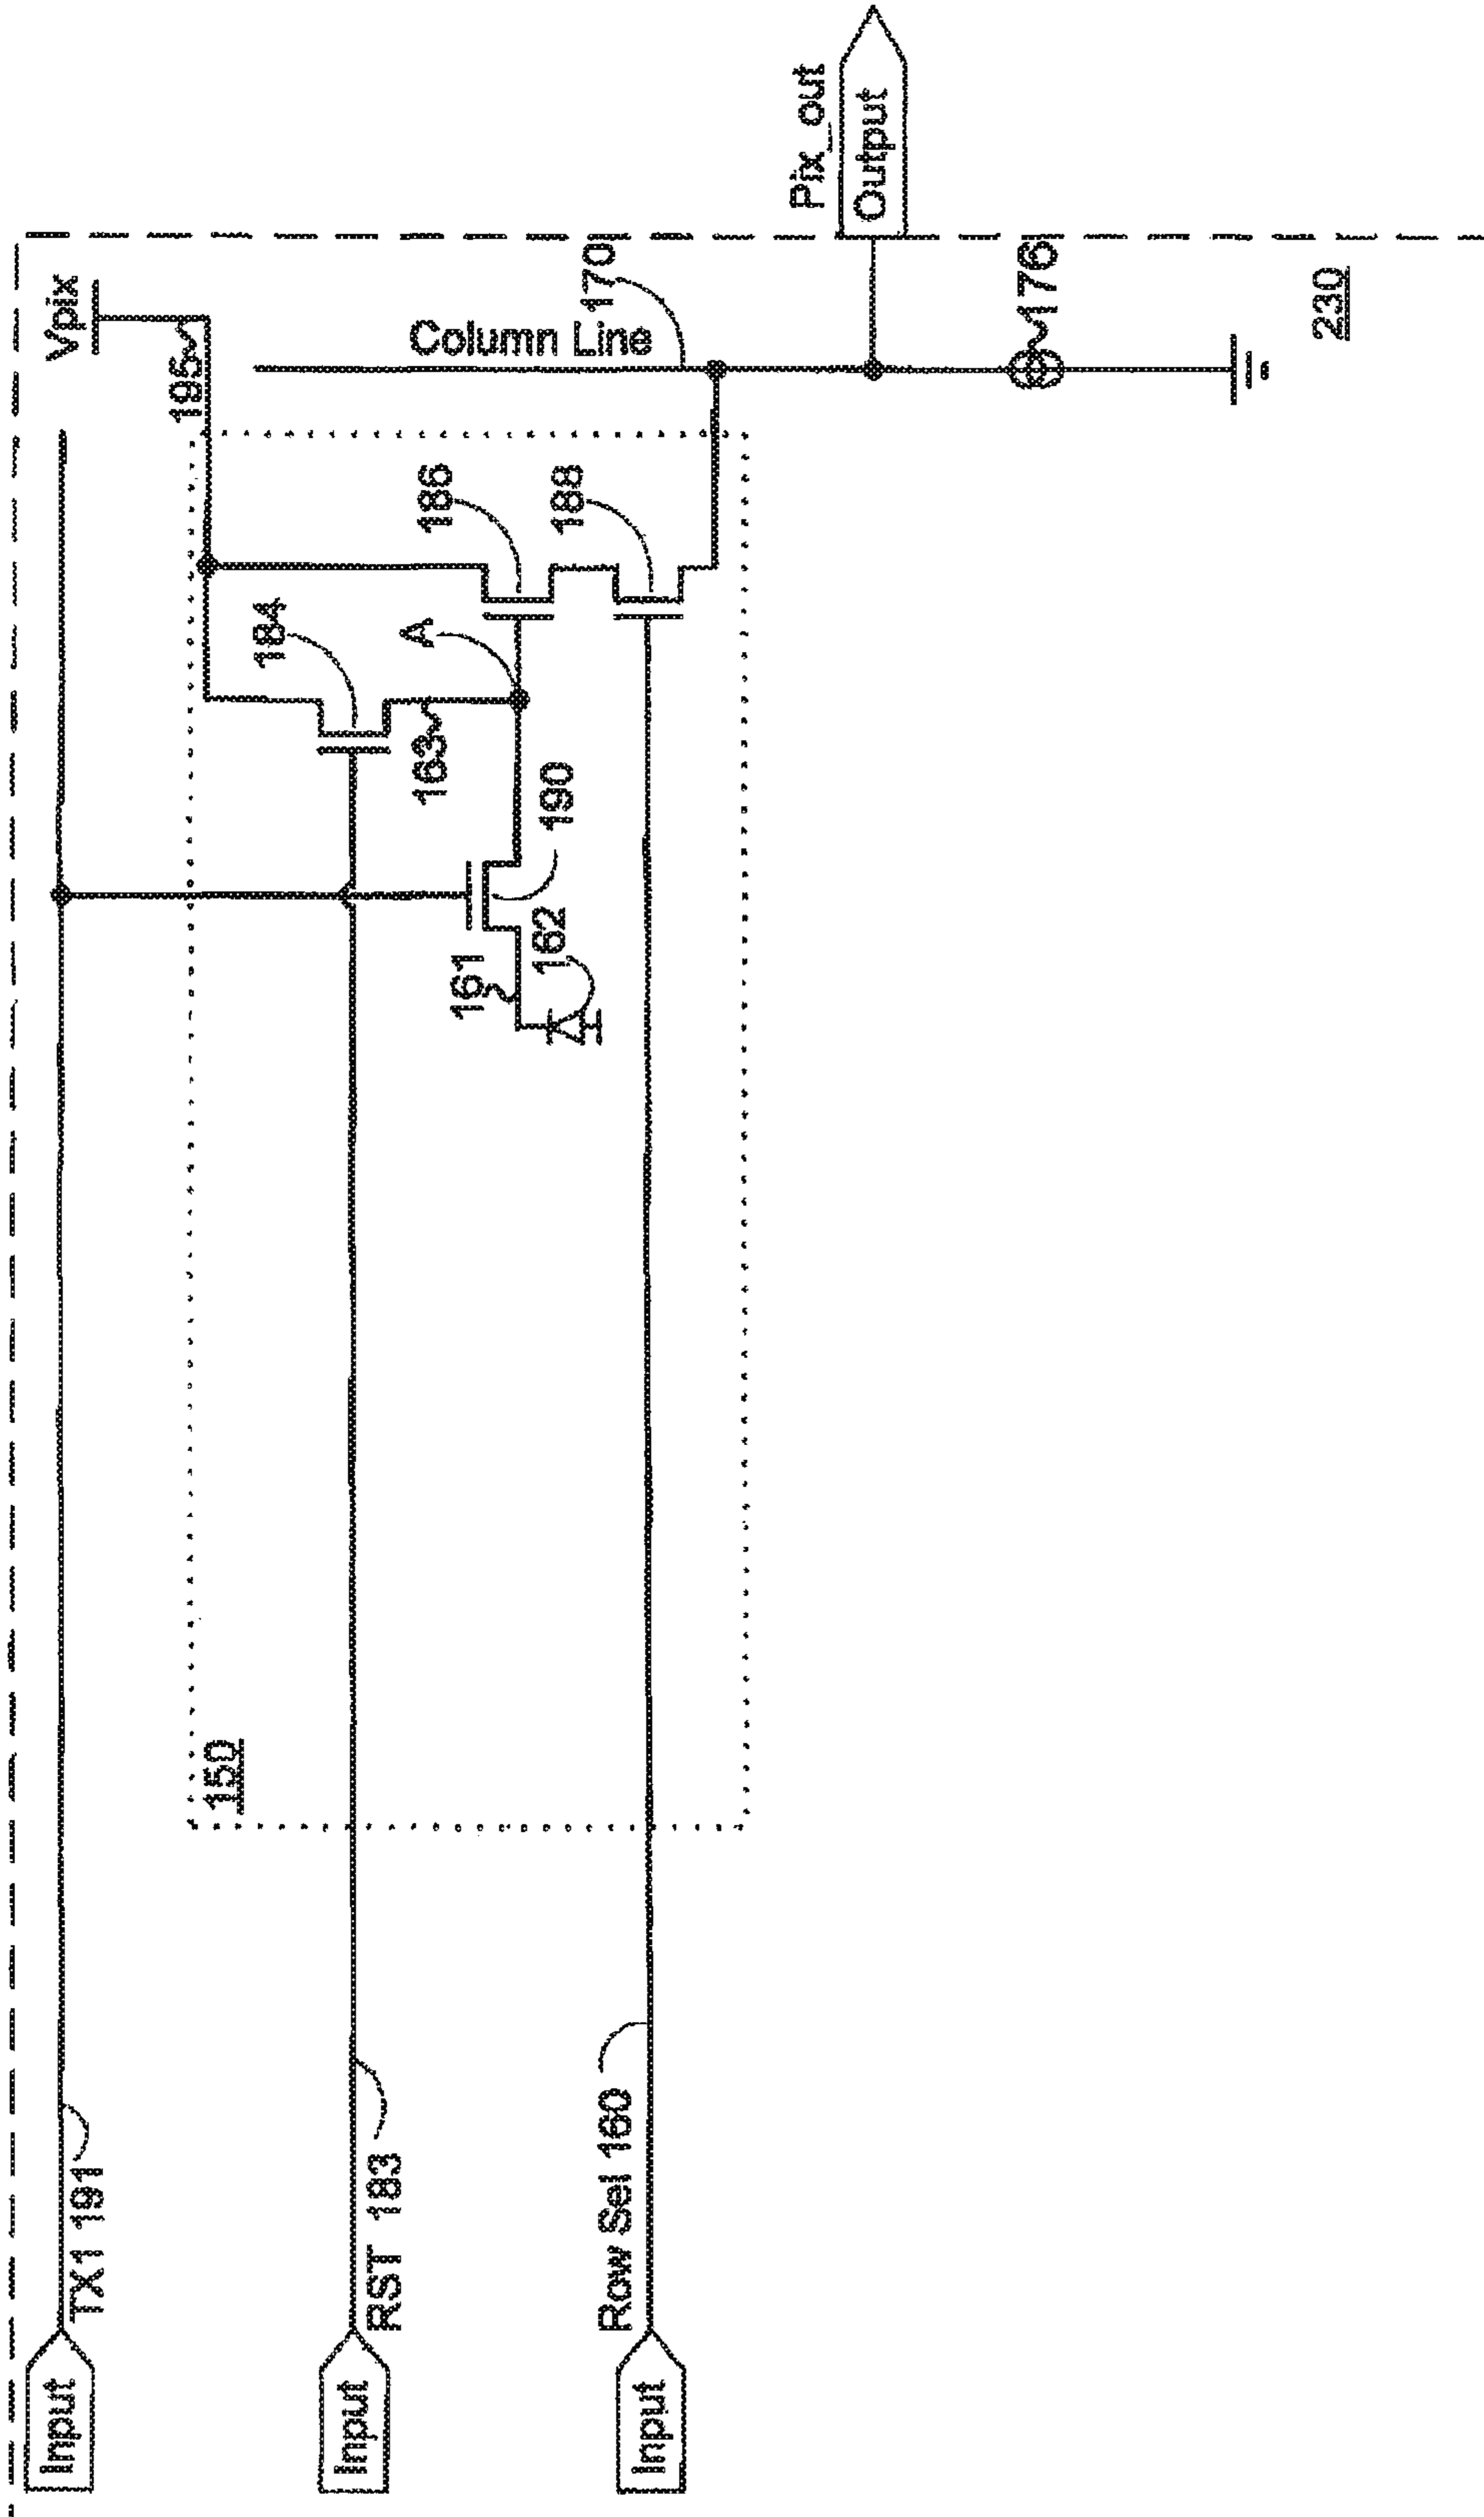 Input
TX1 191
Input
RST 183
Input
Row Sel 160
150
161
162
190
163
A
184
186
188
195
Vpix
Column Line
170
Pix_out
Output
176
230